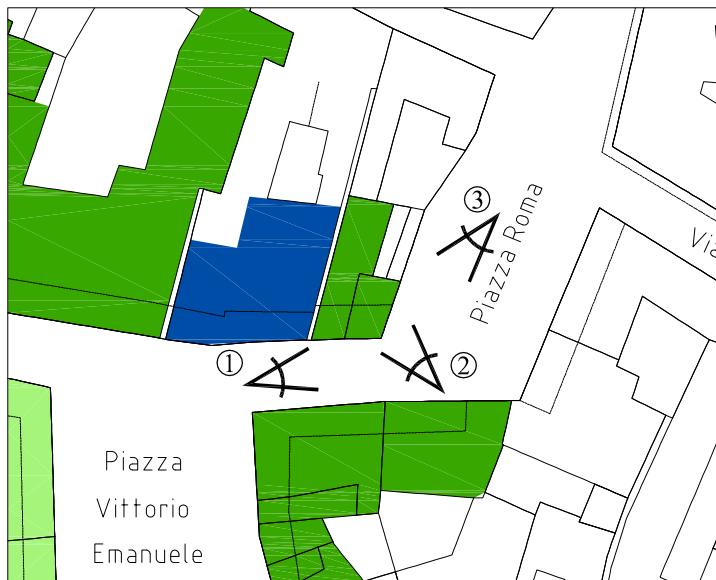 ③
Piazza Roma
Via
①
②
Piazza
Vittorio
Emanuele